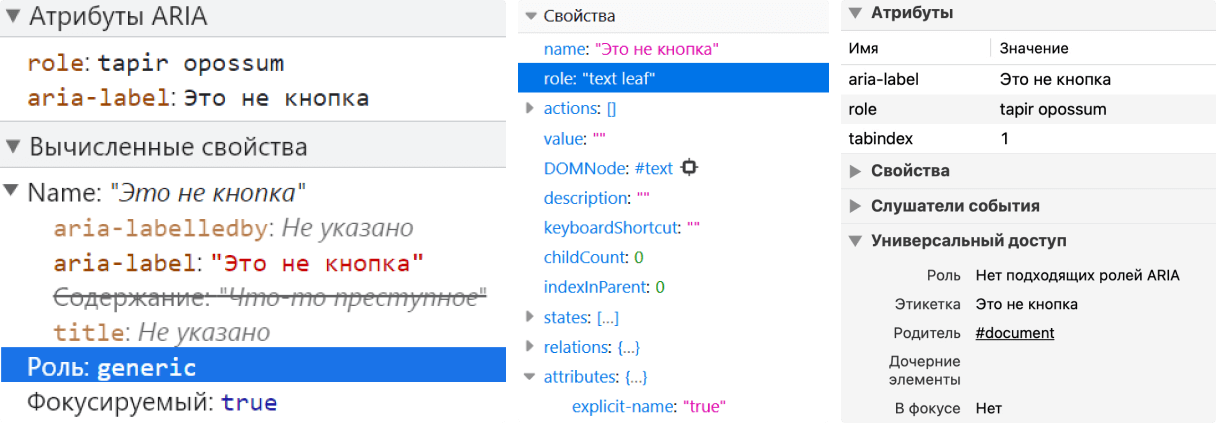 Атрибуты ARIA
role: tapir opossum
aria-label: Это не кнопка
Вычисленные свойства
Name: "Это не кнопка"
aria-labelledby: Не указано
aria-label: "Это не кнопка"
Содержание: "Что-то преступное"
title: Не указано
Роль: generic
Фокусируемый: true
Свойства
name: "Это не кнопка"
role: "text leaf"
actions: []
value: ""
DOMNode: #text
description: ""
keyboardShortcut: ""
childCount: 0
indexInParent: 0
states: […]
relations: {…}
attributes: {…}
explicit-name: "true"
Атрибуты
Имя Значение
aria-label Это не кнопка
role tapir opossum
tabindex 1
Свойства
Слушатели события
Универсальный доступ
Роль Нет подходящих ролей ARIA
Этикетка Это не кнопка
Родитель #document
Дочерние
элементы
В фокусе Нет